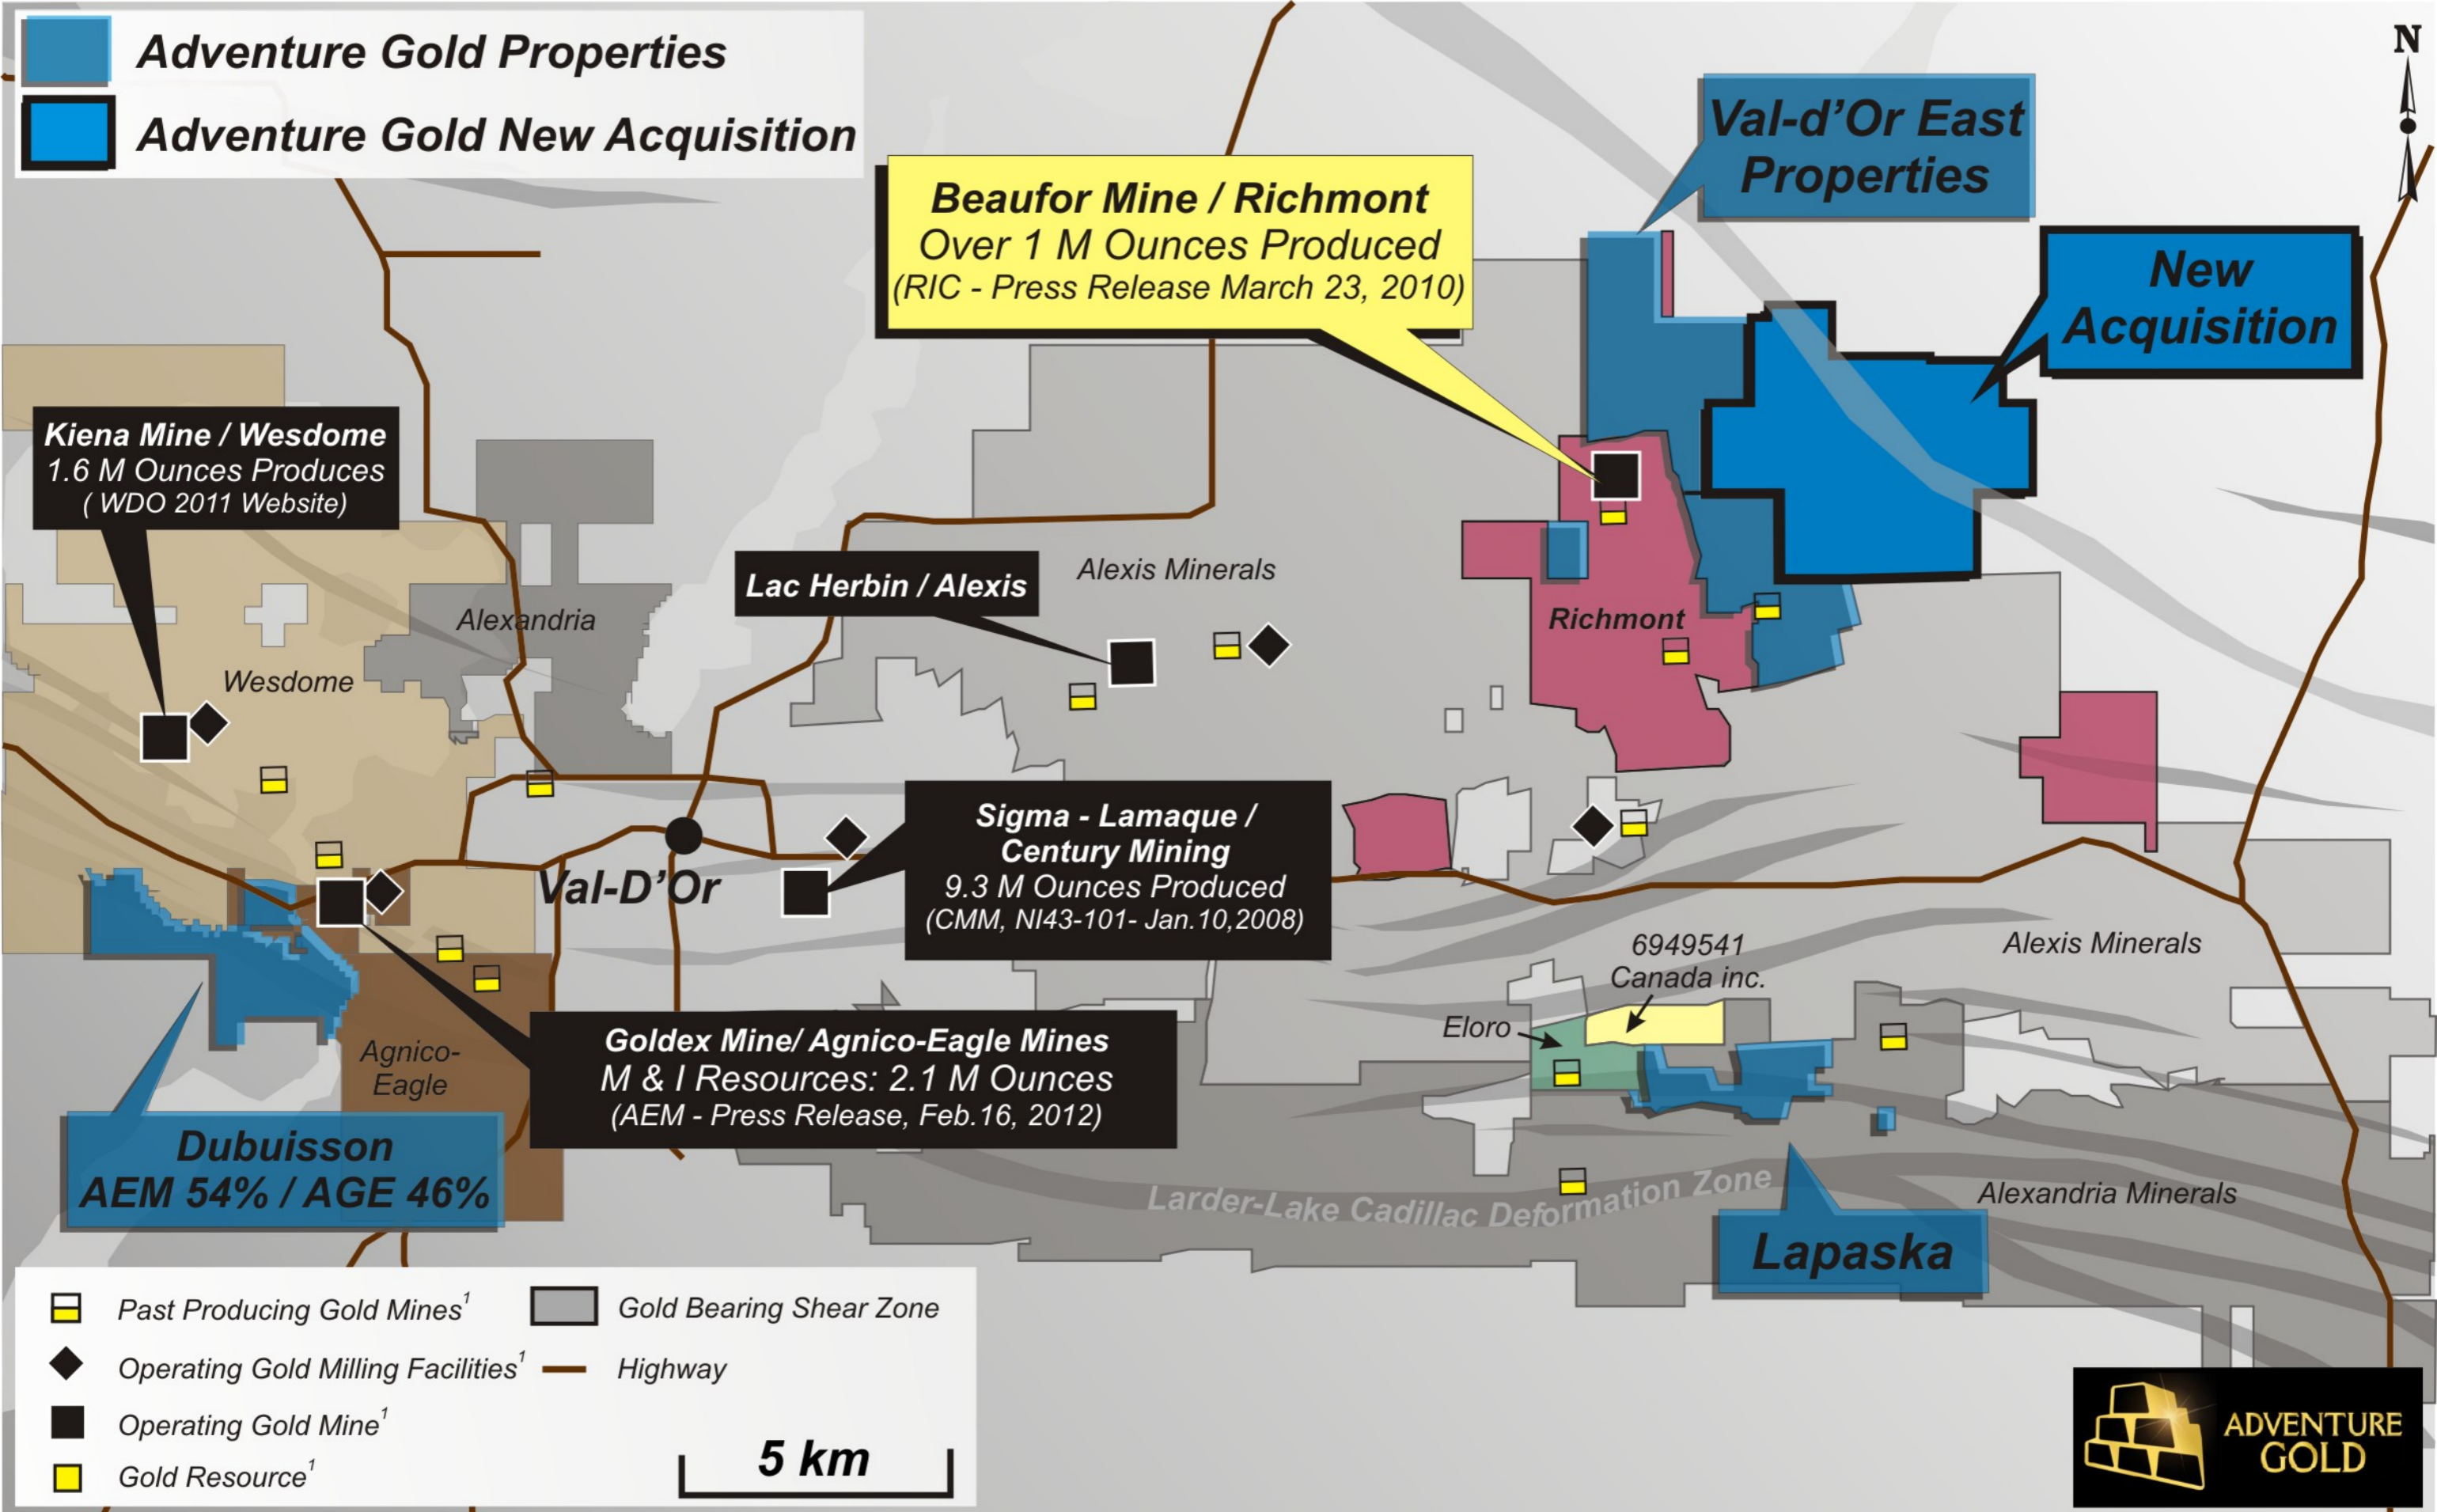 Adventure Gold Properties
Adventure Gold New Acquisition
N
Val-d'Or East
Properties
Beaufor Mine / Richmont
Over 1 M Ounces Produced
(RIC - Press Release March 23, 2010)
New
Acquisition
Kiena Mine / Wesdome
1.6 M Ounces Produces
( WDO 2011 Website)
Lac Herbin / Alexis
Alexis Minerals
Alexandria
Richmont
Wesdome
Sigma - Lamaque /
Century Mining
9.3 M Ounces Produced
(CMM, NI43-101- Jan.10,2008)
Val-D'Or
6949541
Canada inc.
Alexis Minerals
Eloro
Agnico-
Eagle
Goldex Mine/ Agnico-Eagle Mines
M & I Resources: 2.1 M Ounces
(AEM - Press Release, Feb.16, 2012)
Dubuisson
AEM 54% / AGE 46%
Larder-Lake Cadillac Deformation Zone
Alexandria Minerals
Lapaska
Past Producing Gold Mines1
Gold Bearing Shear Zone
Operating Gold Milling Facilities1
Highway
Operating Gold Mine1
Gold Resource1
5 km
ADVENTURE
GOLD